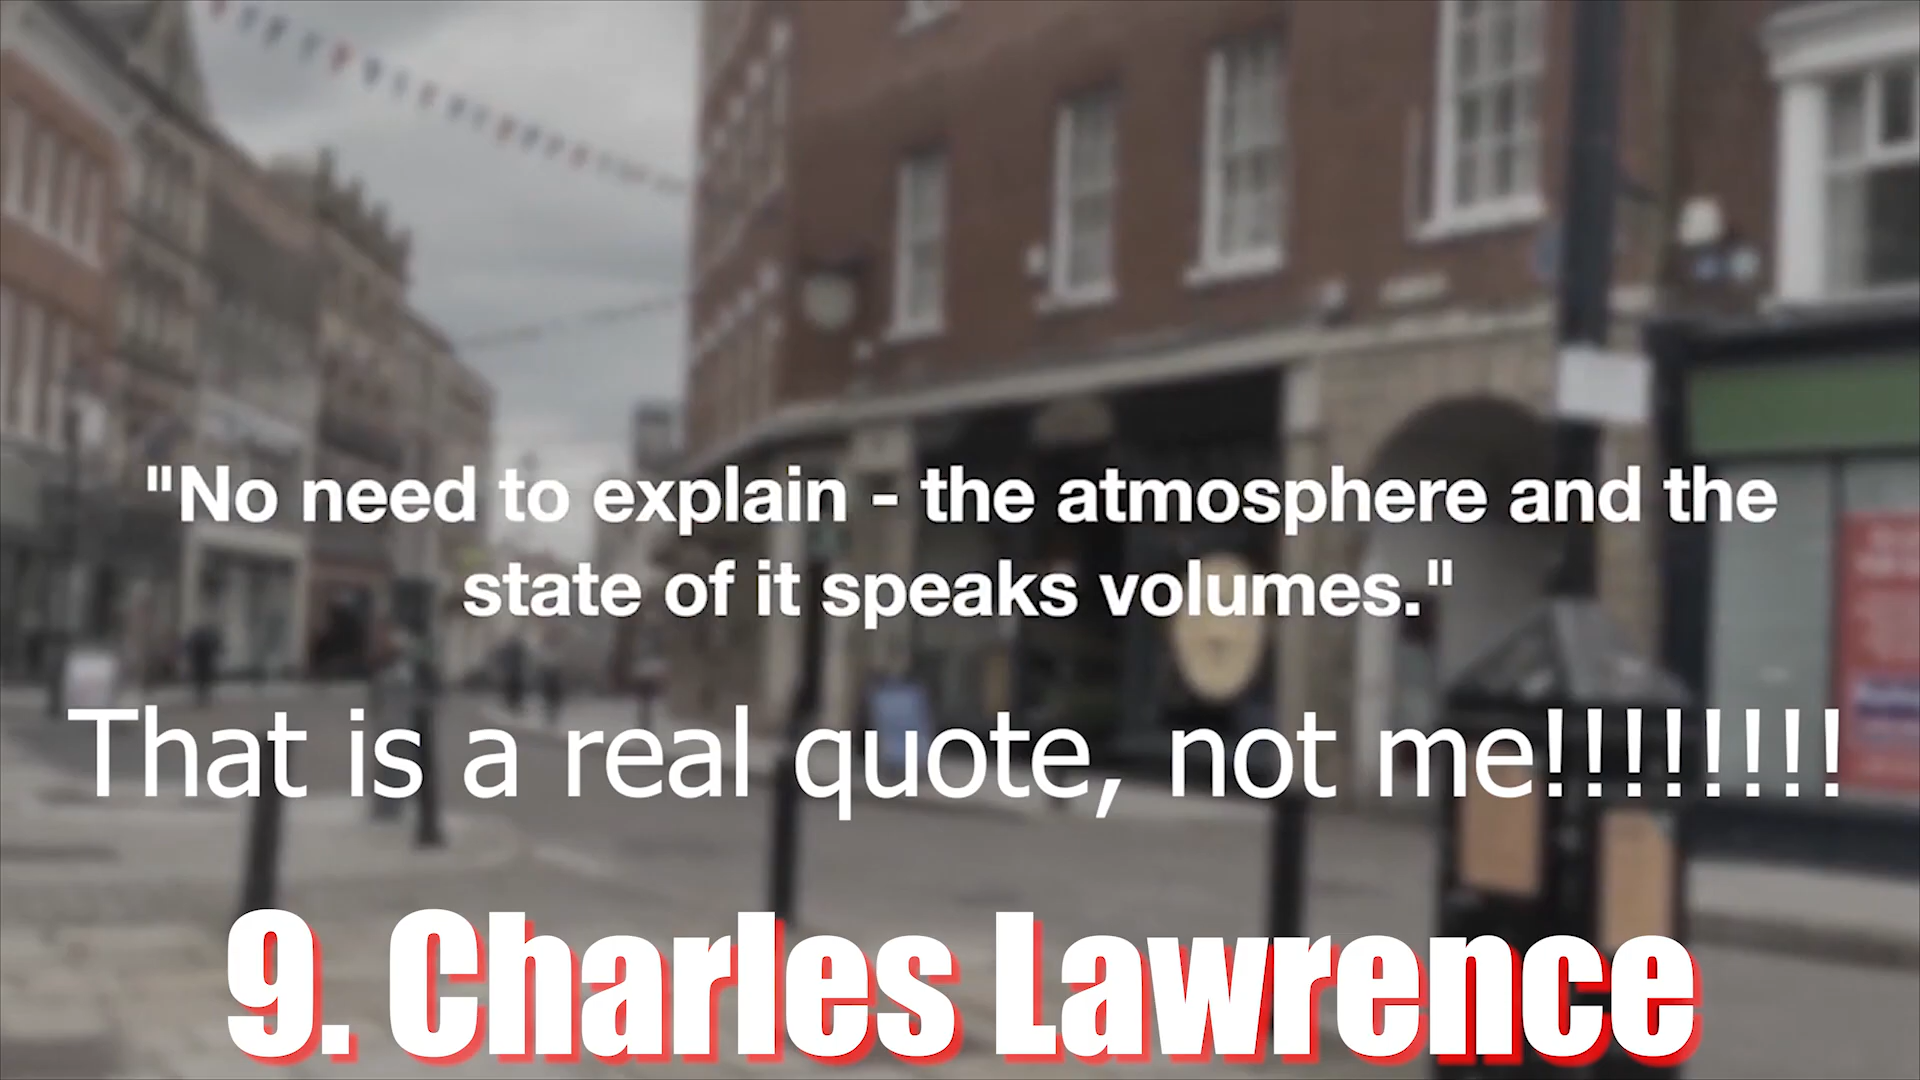 "No need to explain - the atmosphere and the
state of it speaks volumes."
That is a real quote, not me!!!!!!!!
9. Charles Lawrence